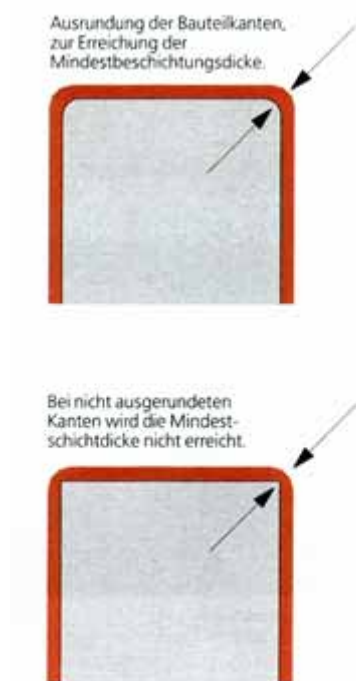 Ausrundung der Bauteilkanten,
zur Erreichung der
Mindestbeschichtungsdicke.
Bei nicht ausgerundeten
Kanten wird die Mindest-
schichtdicke nicht erreicht.